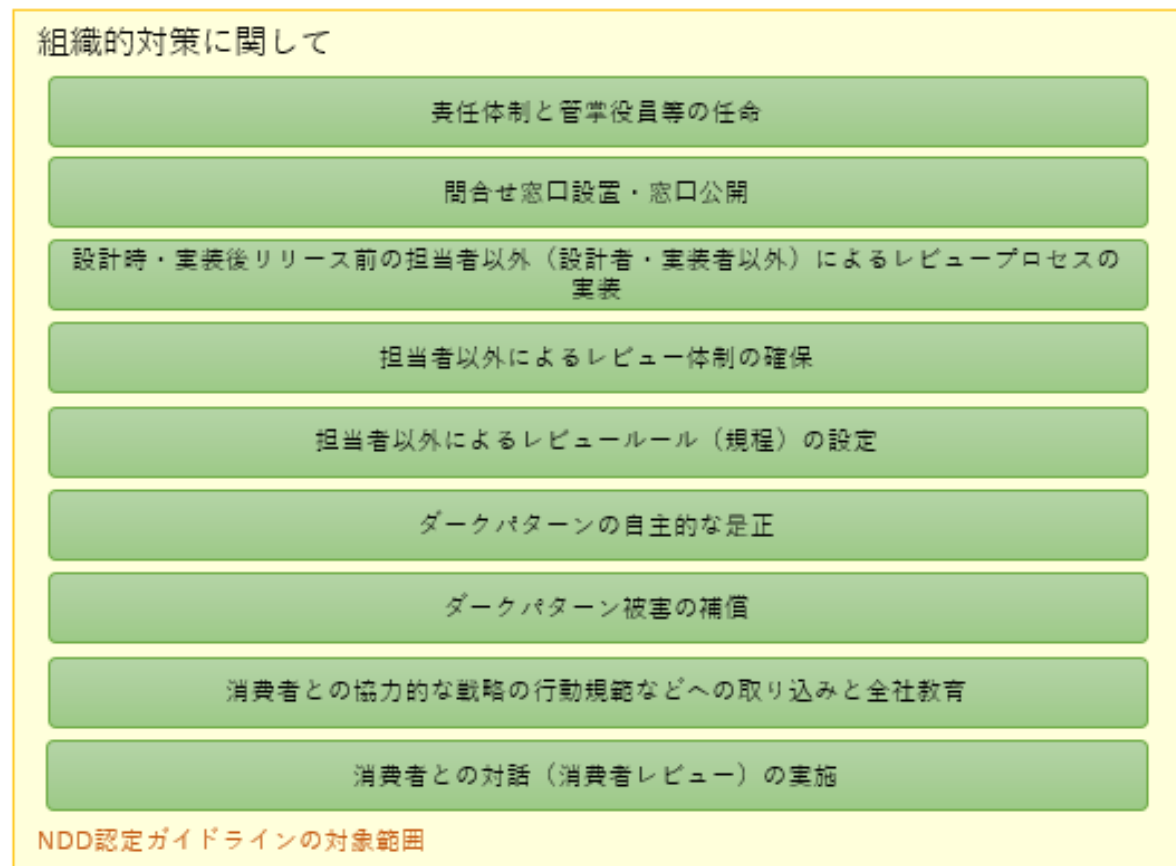 組織的対策に関して
責任体制と管掌役員等の任命
問合せ窓口設置・窓口公開
設計時・実装後リリース前の担当者以外（設計者・実装者以外）によるレビュープロセスの
実装
担当者以外によるレビュー体制の確保
担当者以外によるレビュールール（規程）の設定
ダークパターンの自主的な是正
ダークパターン被害の補償
消費者との協力的な戦略の行動規範などへの取り込みと全社教育
消費者との対話（消費者レビュー）の実施
NDD認定ガイドラインの対象範囲